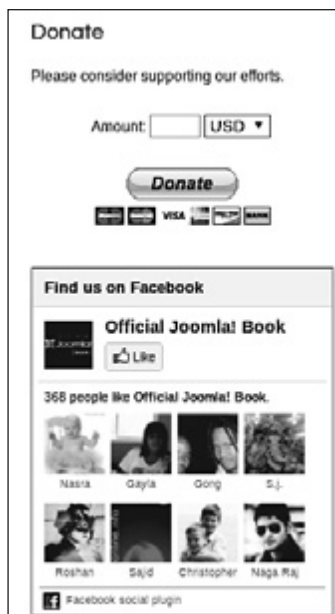 Donate
Please consider supporting our efforts.
Amount: USD ▼
Donate
VISA BANK
Find us on Facebook
Official Joomla! Book
Like
368 people like Official Joomla! Book.
Nasra Gayla Gong S.j.
Roshan Sajid Christopher Naga Raj
Facebook social plugin